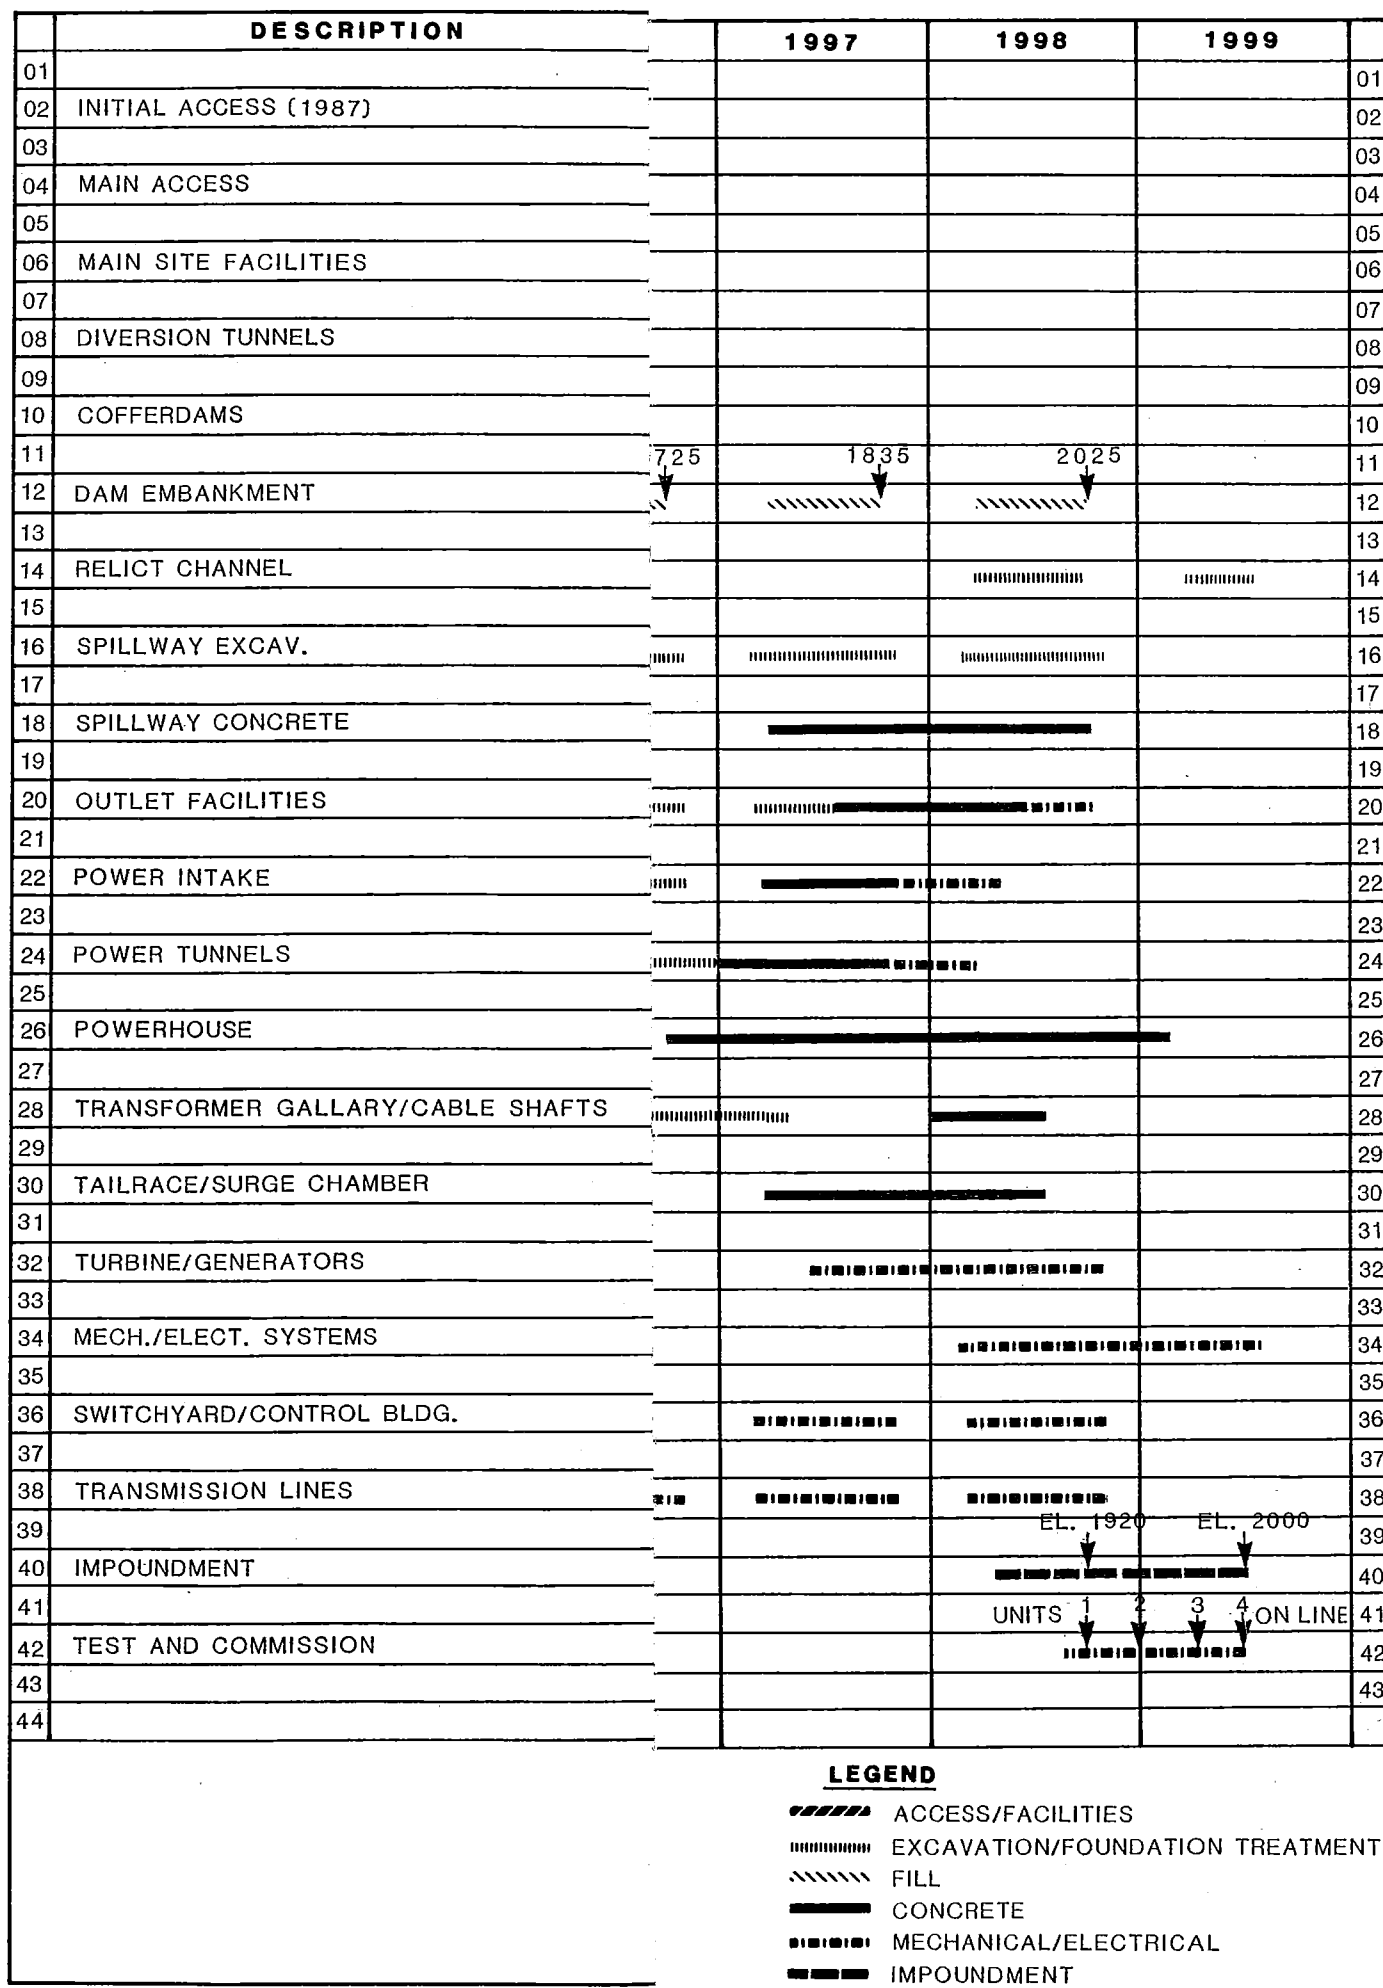 DESCRIPTION 1997 1998 1999
01 01
02 INITIAL ACCESS (1987) 02
03 03
04 MAIN ACCESS 04
05 05
06 MAIN SITE FACILITIES 06
07 07
08 DIVERSION TUNNELS 08
09 09
10 COFFERDAMS 10
11 725 1835 2025 11
12 DAM EMBANKMENT 12
13 13
14 RELICT CHANNEL 14
15 15
16 SPILLWAY EXCAV. 16
17 17
18 SPILLWAY CONCRETE 18
19 19
20 OUTLET FACILITIES 20
21 21
22 POWER INTAKE 22
23 23
24 POWER TUNNELS 24
25 25
26 POWERHOUSE 26
27 27
28 TRANSFORMER GALLARY/CABLE SHAFTS 28
29 29
30 TAILRACE/SURGE CHAMBER 30
31 31
32 TURBINE/GENERATORS 32
33 33
34 MECH./ELECT. SYSTEMS 34
35 35
36 SWITCHYARD/CONTROL BLDG. 36
37 37
38 TRANSMISSION LINES 38
39 EL. 1920 EL. 2000 39
40 IMPOUNDMENT 40
41 UNITS 1 2 3 4 ON LINE 41
42 TEST AND COMMISSION 42
43 43
44
LEGEND
ACCESS/FACILITIES
EXCAVATION/FOUNDATION TREATMENT
FILL
CONCRETE
MECHANICAL/ELECTRICAL
IMPOUNDMENT